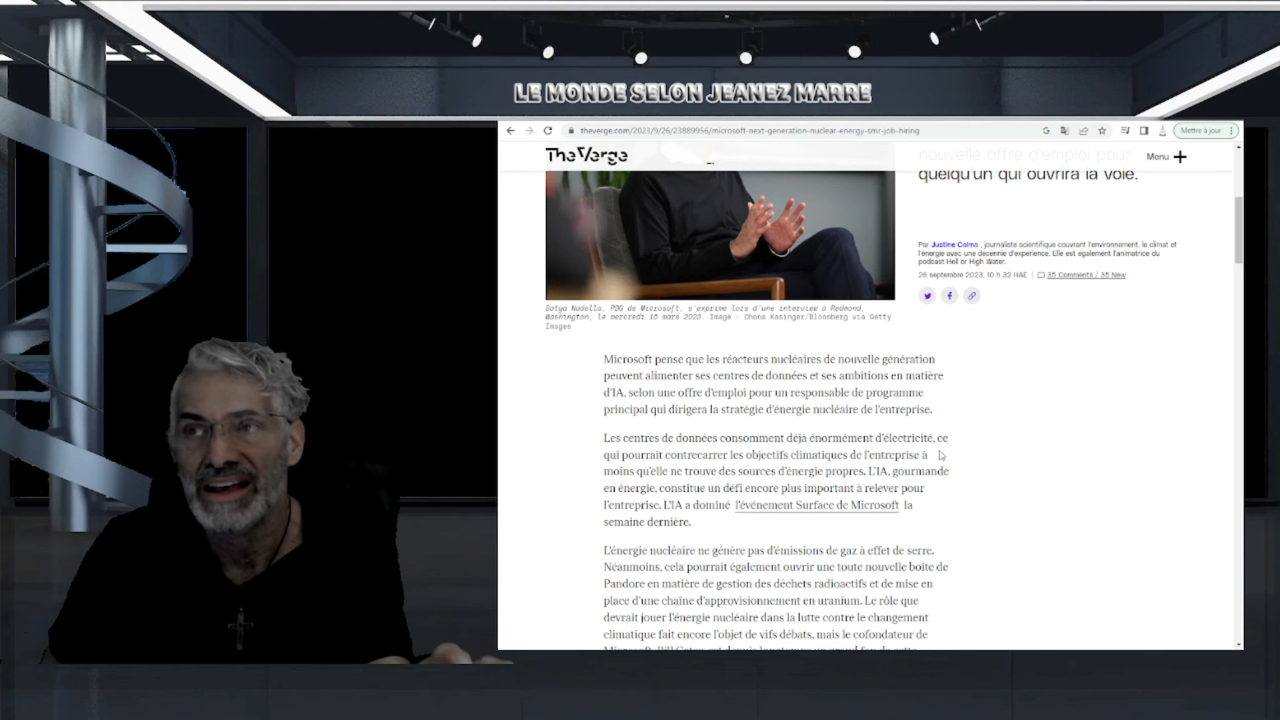 LE MONDE SELON JEANEZ MARRE
theverge.com/2023/9/26/23889956/microsoft-next-generation-nuclear-energy-smr-job-hiring
Mettre à jour
TheVerge
Menu
nouvelle offre d'emploi pour
quelqu'un qui ouvrira la voie.
Par Justine Calma , journaliste scientifique couvrant l'environnement, le climat et
l'énergie avec une décennie d'expérience. Elle est également l'animatrice du
podcast Hell or High Water.
26 septembre 2023, 10 h 32 HAE | 35 Comments / 35 New
Satya Nadella, PDG de Microsoft, s'exprime lors d'une interview à Redmond,
Washington, le mercredi 15 mars 2023. Image : Chona Kasinger/Bloomberg via Getty
Images
Microsoft pense que les réacteurs nucléaires de nouvelle génération
peuvent alimenter ses centres de données et ses ambitions en matière
d'IA, selon une offre d'emploi pour un responsable de programme
principal qui dirigera la stratégie d'énergie nucléaire de l'entreprise.
Les centres de données consomment déjà énormément d'électricité, ce
qui pourrait contrecarrer les objectifs climatiques de l'entreprise à
moins qu'elle ne trouve des sources d'énergie propres. L'IA, gourmande
en énergie, constitue un défi encore plus important à relever pour
l'entreprise. L'IA a dominé l'événement Surface de Microsoft la
semaine dernière.
L'énergie nucléaire ne génère pas d'émissions de gaz à effet de serre.
Néanmoins, cela pourrait également ouvrir une toute nouvelle boîte de
Pandore en matière de gestion des déchets radioactifs et de mise en
place d'une chaîne d'approvisionnement en uranium. Le rôle que
devrait jouer l'énergie nucléaire dans la lutte contre le changement
climatique fait encore l'objet de vifs débats, mais le cofondateur de